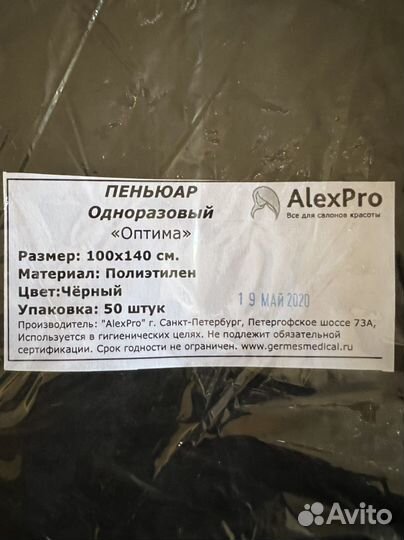 ПЕНЬЮАР
Одноразовый
«Оптима»
AlexPro
Все для салонов красоты
Размер: 100х140 см.
Материал: Полиэтилен
Цвет:Чёрный
Упаковка: 50 штук
19 МАЙ 2020
Производитель: "AlexPro" г. Санкт-Петербург, Петергофское шоссе 73А,
Используется в гигиенических целях. Не подлежит обязательной
сертификации. Срок годности не ограничен. www.germesmedical.ru
Avito